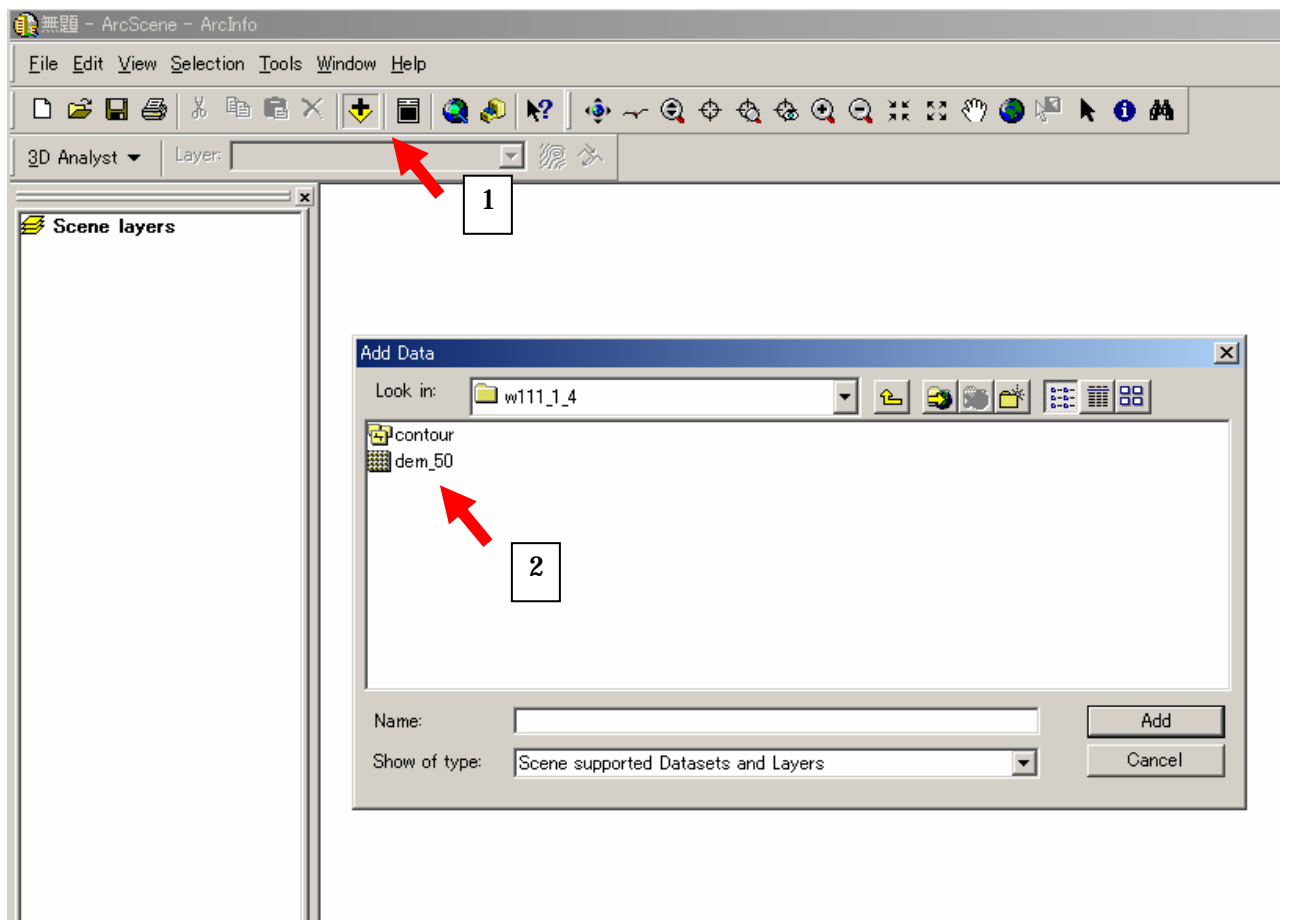 無題 - ArcScene - ArcInfo
File Edit View Selection Tools Window Help
3D Analyst Layer:
1
Scene layers
Add Data
Look in: w111_1_4
contour
dem_50
2
Name: Add
Show of type: Scene supported Datasets and Layers Cancel